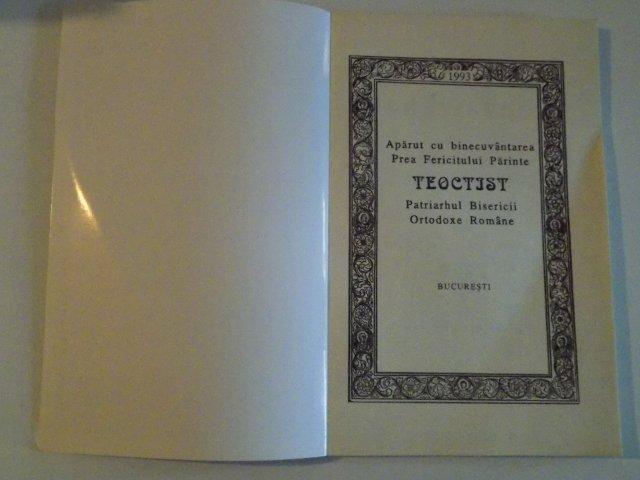 1993
Apărut cu binecuvântarea
Prea Fericitului Părinte
TEOCTIST
Patriarhul Bisericii
Ortodoxe Române
BUCUREŞTI